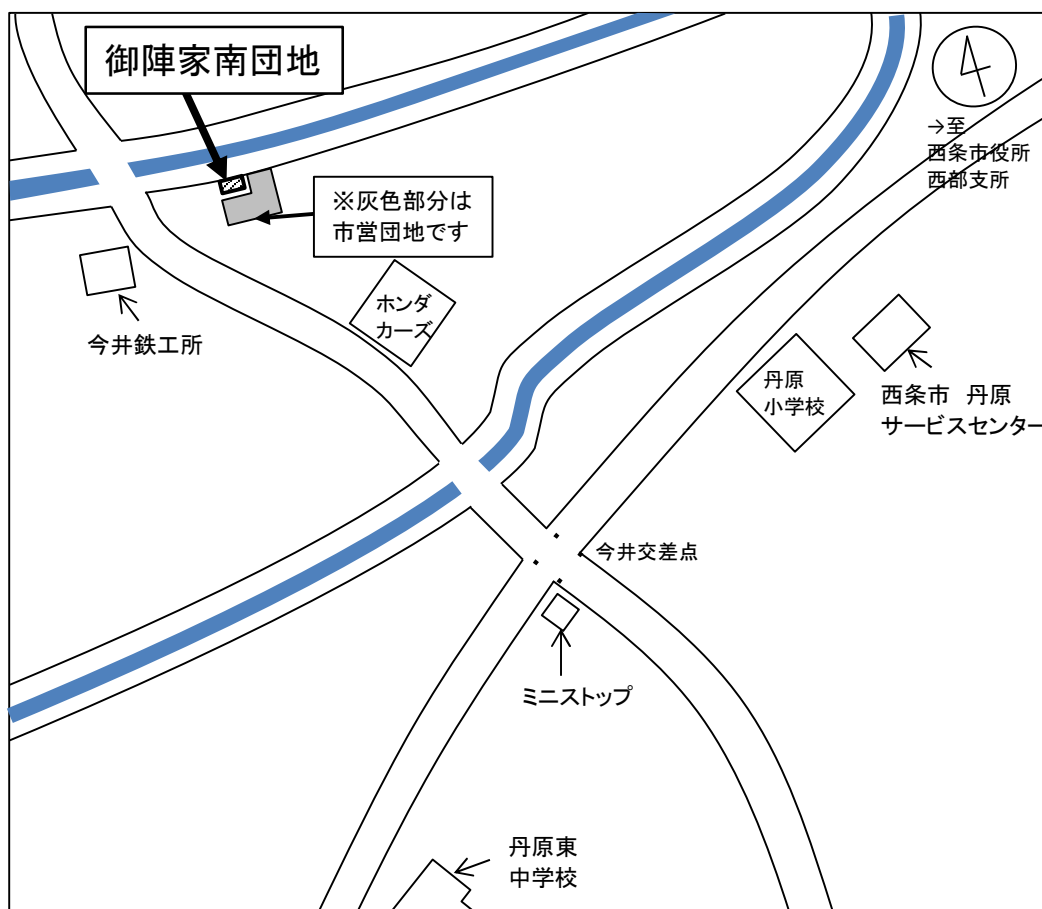 御陣家南団地
→至
西条市役所
西部支所
※灰色部分は
市営団地です
ホンダ
カーズ
今井鉄工所
丹原
小学校
西条市　丹原
サービスセンター
今井交差点
ミニストップ
丹原東
中学校